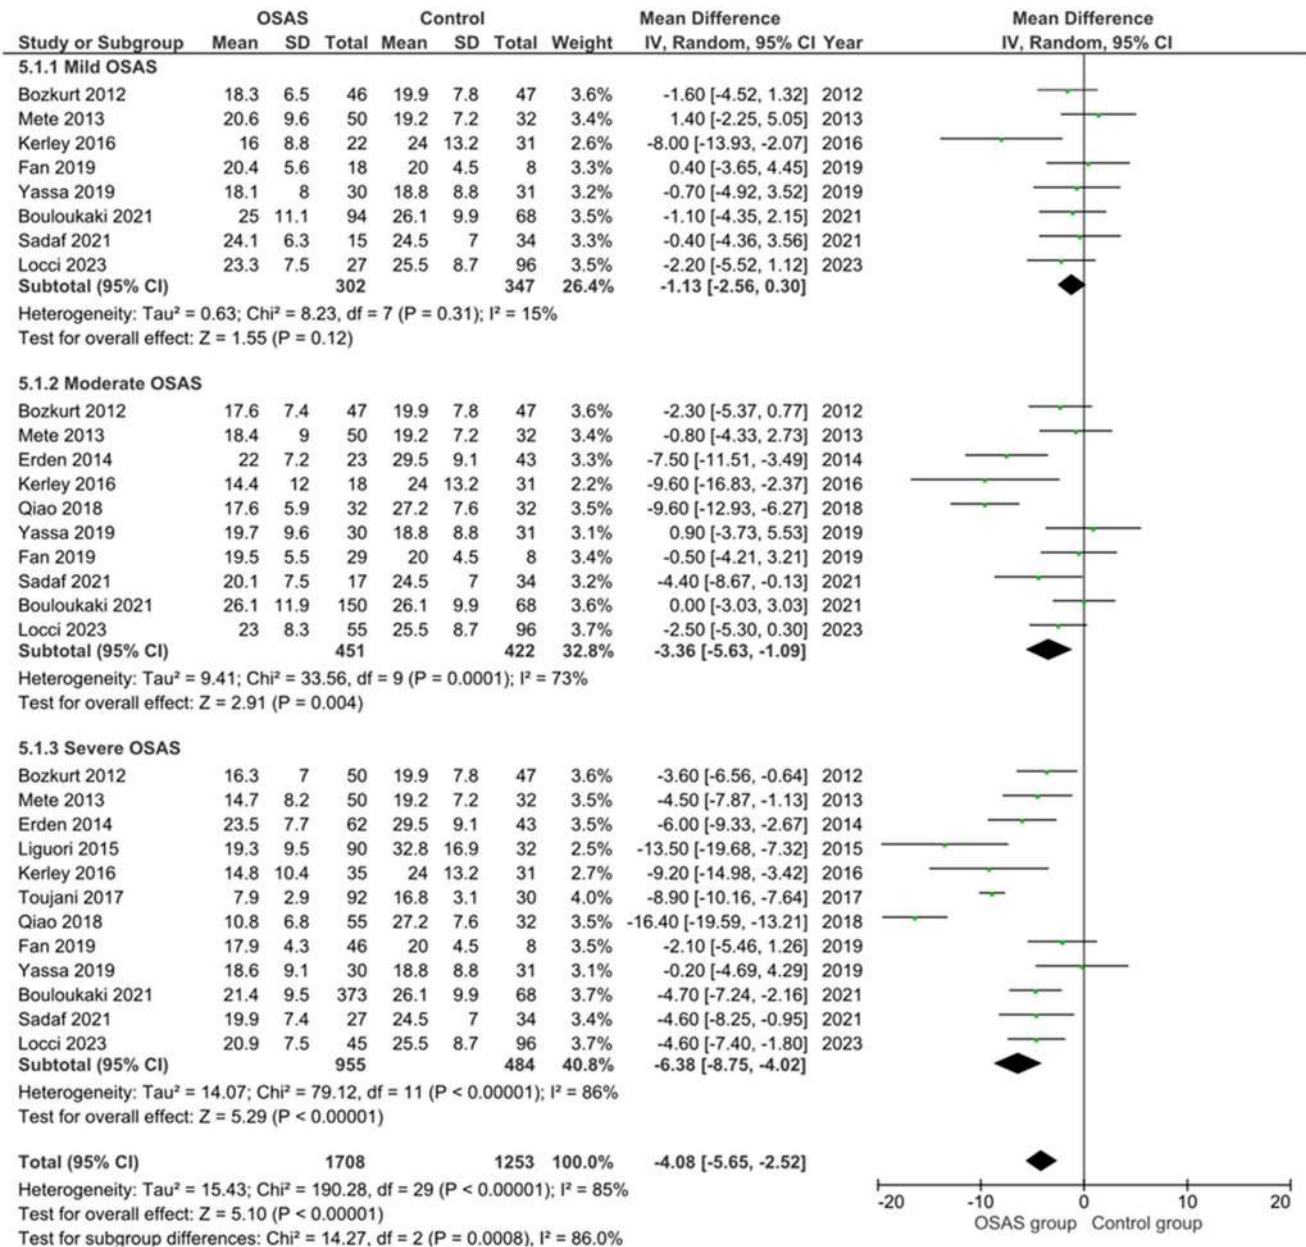 OSAS Control Mean Difference Mean Difference
Study or Subgroup Mean SD Total Mean SD Total Weight IV, Random, 95% CI Year IV, Random, 95% CI
5.1.1 Mild OSAS
Bozkurt 2012 18.3 6.5 46 19.9 7.8 47 3.6% -1.60 [-4.52, 1.32] 2012
Mete 2013 20.6 9.6 50 19.2 7.2 32 3.4% 1.40 [-2.25, 5.05] 2013
Kerley 2016 16 8.8 22 24 13.2 31 2.6% -8.00 [-13.93, -2.07] 2016
Fan 2019 20.4 5.6 18 20 4.5 8 3.3% 0.40 [-3.65, 4.45] 2019
Yassa 2019 18.1 8 30 18.8 8.8 31 3.2% -0.70 [-4.92, 3.52] 2019
Bouloukaki 2021 25 11.1 94 26.1 9.9 68 3.5% -1.10 [-4.35, 2.15] 2021
Sadaf 2021 24.1 6.3 15 24.5 7 34 3.3% -0.40 [-4.36, 3.56] 2021
Locci 2023 23.3 7.5 27 25.5 8.7 96 3.5% -2.20 [-5.52, 1.12] 2023
Subtotal (95% CI) 302 347 26.4% -1.13 [-2.56, 0.30]
Heterogeneity: Tau² = 0.63; Chi² = 8.23, df = 7 (P = 0.31); I² = 15%
Test for overall effect: Z = 1.55 (P = 0.12)
5.1.2 Moderate OSAS
Bozkurt 2012 17.6 7.4 47 19.9 7.8 47 3.6% -2.30 [-5.37, 0.77] 2012
Mete 2013 18.4 9 50 19.2 7.2 32 3.4% -0.80 [-4.33, 2.73] 2013
Erden 2014 22 7.2 23 29.5 9.1 43 3.3% -7.50 [-11.51, -3.49] 2014
Kerley 2016 14.4 12 18 24 13.2 31 2.2% -9.60 [-16.83, -2.37] 2016
Qiao 2018 17.6 5.9 32 27.2 7.6 32 3.5% -9.60 [-12.93, -6.27] 2018
Yassa 2019 19.7 9.6 30 18.8 8.8 31 3.1% 0.90 [-3.73, 5.53] 2019
Fan 2019 19.5 5.5 29 20 4.5 8 3.4% -0.50 [-4.21, 3.21] 2019
Sadaf 2021 20.1 7.5 17 24.5 7 34 3.2% -4.40 [-8.67, -0.13] 2021
Bouloukaki 2021 26.1 11.9 150 26.1 9.9 68 3.6% 0.00 [-3.03, 3.03] 2021
Locci 2023 23 8.3 55 25.5 8.7 96 3.7% -2.50 [-5.30, 0.30] 2023
Subtotal (95% CI) 451 422 32.8% -3.36 [-5.63, -1.09]
Heterogeneity: Tau² = 9.41; Chi² = 33.56, df = 9 (P = 0.0001); I² = 73%
Test for overall effect: Z = 2.91 (P = 0.004)
5.1.3 Severe OSAS
Bozkurt 2012 16.3 7 50 19.9 7.8 47 3.6% -3.60 [-6.56, -0.64] 2012
Mete 2013 14.7 8.2 50 19.2 7.2 32 3.5% -4.50 [-7.87, -1.13] 2013
Erden 2014 23.5 7.7 62 29.5 9.1 43 3.5% -6.00 [-9.33, -2.67] 2014
Liguori 2015 19.3 9.5 90 32.8 16.9 32 2.5% -13.50 [-19.68, -7.32] 2015
Kerley 2016 14.8 10.4 35 24 13.2 31 2.7% -9.20 [-14.98, -3.42] 2016
Toujani 2017 7.9 2.9 92 16.8 3.1 30 4.0% -8.90 [-10.16, -7.64] 2017
Qiao 2018 10.8 6.8 55 27.2 7.6 32 3.5% -16.40 [-19.59, -13.21] 2018
Fan 2019 17.9 4.3 46 20 4.5 8 3.5% -2.10 [-5.46, 1.26] 2019
Yassa 2019 18.6 9.1 30 18.8 8.8 31 3.1% -0.20 [-4.69, 4.29] 2019
Bouloukaki 2021 21.4 9.5 373 26.1 9.9 68 3.7% -4.70 [-7.24, -2.16] 2021
Sadaf 2021 19.9 7.4 27 24.5 7 34 3.4% -4.60 [-8.25, -0.95] 2021
Locci 2023 20.9 7.5 45 25.5 8.7 96 3.7% -4.60 [-7.40, -1.80] 2023
Subtotal (95% CI) 955 484 40.8% -6.38 [-8.75, -4.02]
Heterogeneity: Tau² = 14.07; Chi² = 79.12, df = 11 (P < 0.00001); I² = 86%
Test for overall effect: Z = 5.29 (P < 0.00001)
Total (95% CI) 1708 1253 100.0% -4.08 [-5.65, -2.52]
Heterogeneity: Tau² = 15.43; Chi² = 190.28, df = 29 (P < 0.00001); I² = 85%
Test for overall effect: Z = 5.10 (P < 0.00001)
Test for subgroup differences: Chi² = 14.27, df = 2 (P = 0.0008), I² = 86.0%
-20 -10 0 10 20
OSAS group Control group